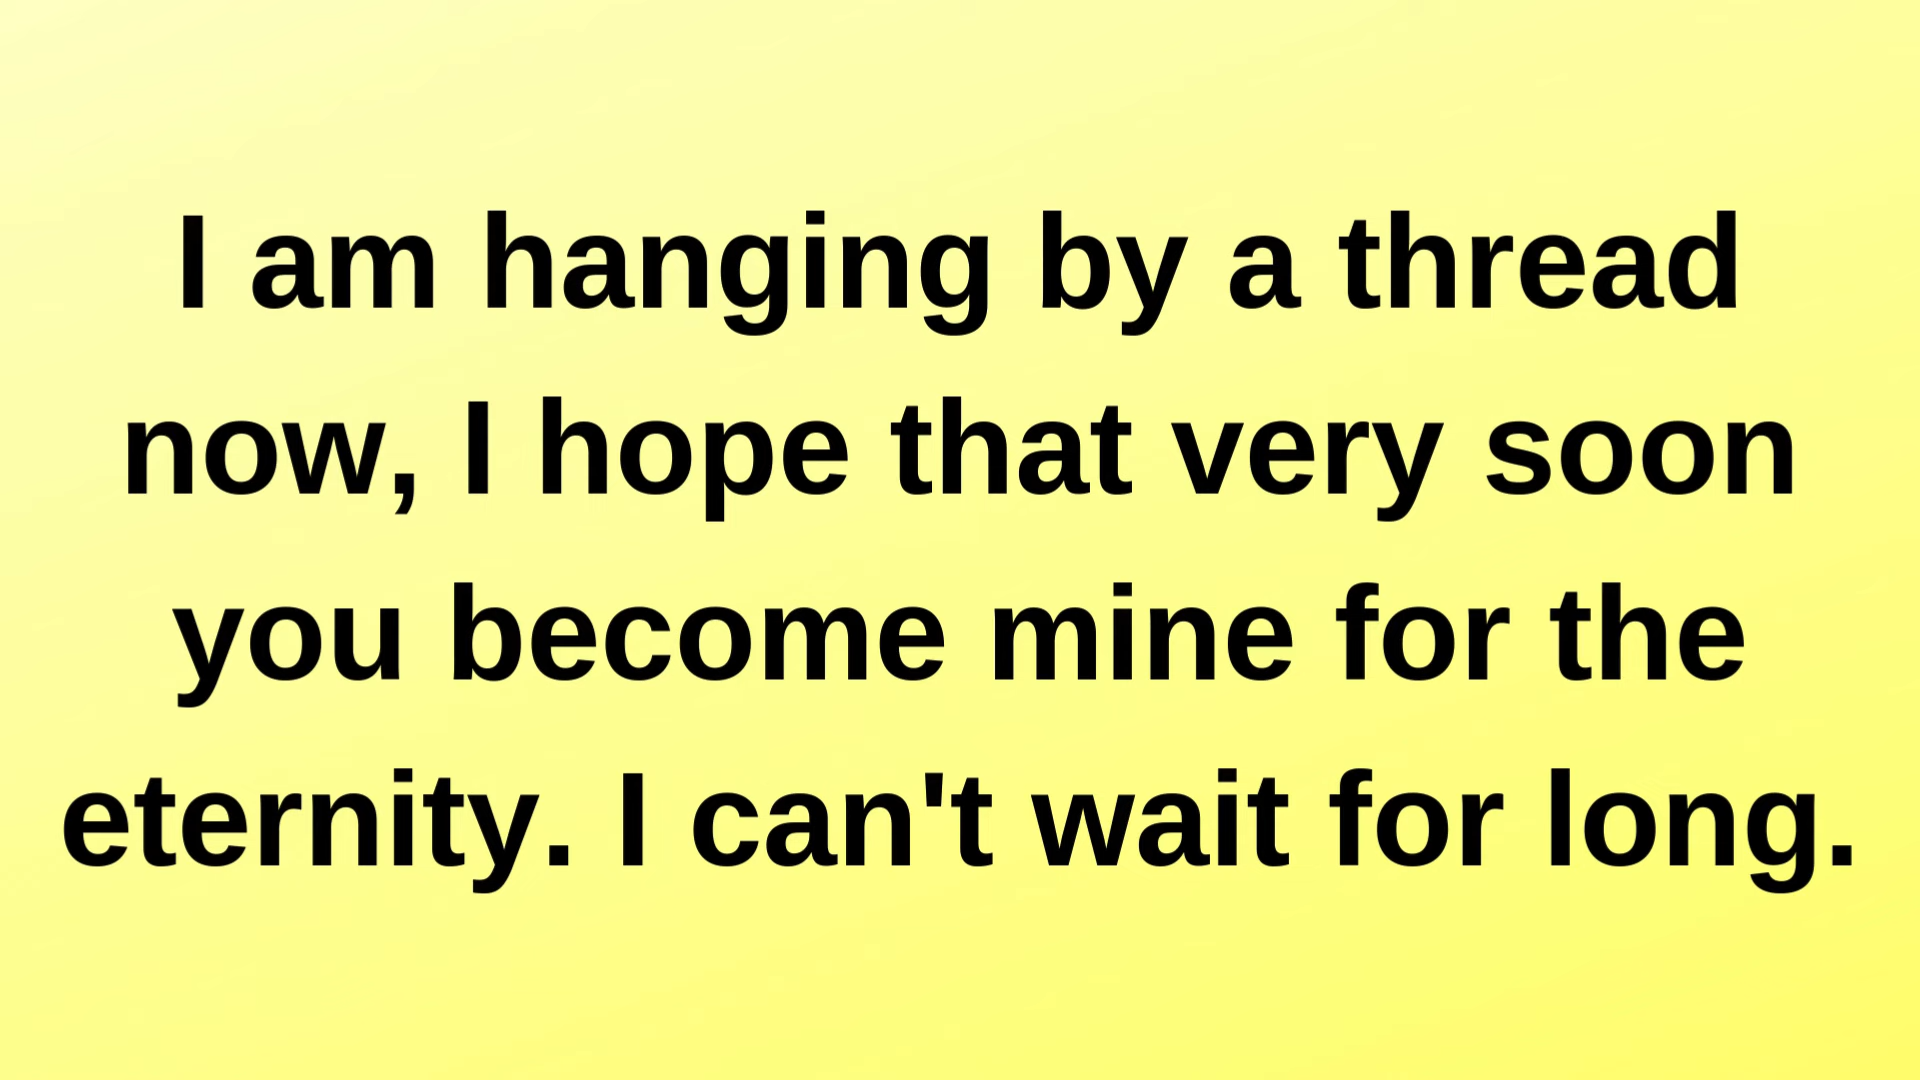 I am hanging by a thread
now, I hope that very soon
you become mine for the
eternity. I can't wait for long.